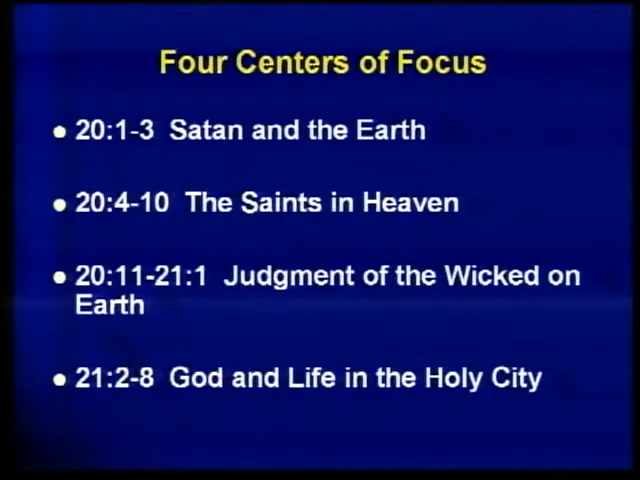 Four Centers of Focus
● 20:1-3 Satan and the Earth
● 20:4-10 The Saints in Heaven
● 20:11-21:1 Judgment of the Wicked on
Earth
● 21:2-8 God and Life in the Holy City